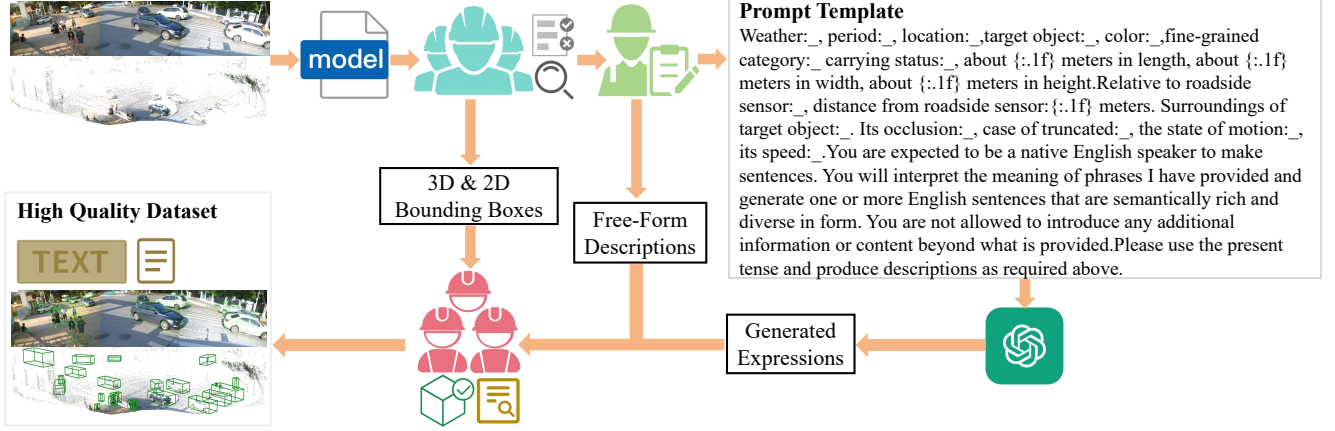 model
Prompt Template
Weather:_, period:_, location:_,target object:_, color:_,fine-grained
category:_ carrying status:_, about {:.1f} meters in length, about {:.1f}
meters in width, about {:.1f} meters in height.Relative to roadside
sensor:_, distance from roadside sensor:{:.1f} meters. Surroundings of
target object:_. Its occlusion:_, case of truncated:_, the state of motion:_,
its speed:_.You are expected to be a native English speaker to make
sentences. You will interpret the meaning of phrases I have provided and
generate one or more English sentences that are semantically rich and
diverse in form. You are not allowed to introduce any additional
information or content beyond what is provided.Please use the present
tense and produce descriptions as required above.
3D & 2D
Bounding Boxes
Free-Form
Descriptions
Generated
Expressions
High Quality Dataset
TEXT